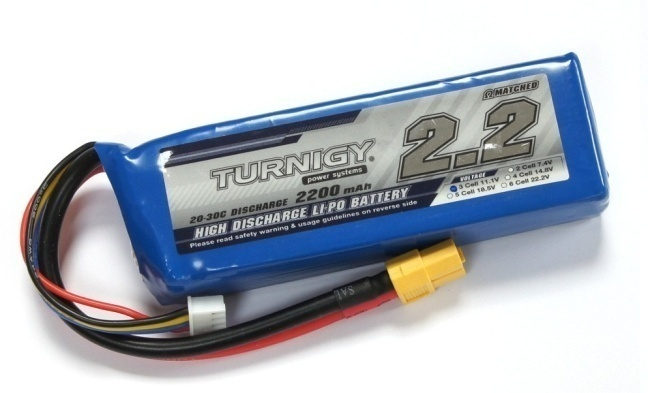 Ω MATCHED
TURNIGY®
power systems
2.2
20-30C DISCHARGE 2200 mAh
HIGH DISCHARGE LI-PO BATTERY
Please read safety warning & usage guidelines on reverse side
VOLTAGE
2 Cell 7.4V
3 Cell 11.1V
4 Cell 14.8V
5 Cell 18.5V
6 Cell 22.2V